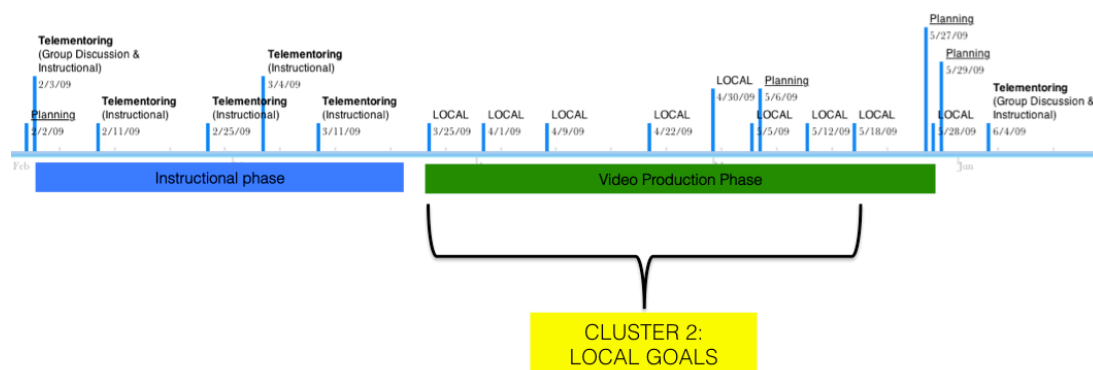 Planning
5/27/09
Telementoring
(Group Discussion &
Instructional)
2/3/09
Telementoring
(Instructional)
3/4/09
Planning
5/29/09
LOCAL
4/30/09
Planning
5/6/09
Telementoring
(Group Discussion &
Instructional)
6/4/09
Planning
2/2/09
Telementoring
(Instructional)
2/11/09
Telementoring
(Instructional)
2/25/09
Telementoring
(Instructional)
3/11/09
LOCAL
3/25/09
LOCAL
4/1/09
LOCAL
4/9/09
LOCAL
4/22/09
LOCAL
5/5/09
LOCAL
5/12/09
LOCAL
5/18/09
LOCAL
5/28/09
Feb
Jun
Instructional phase
Video Production Phase
CLUSTER 2:
LOCAL GOALS